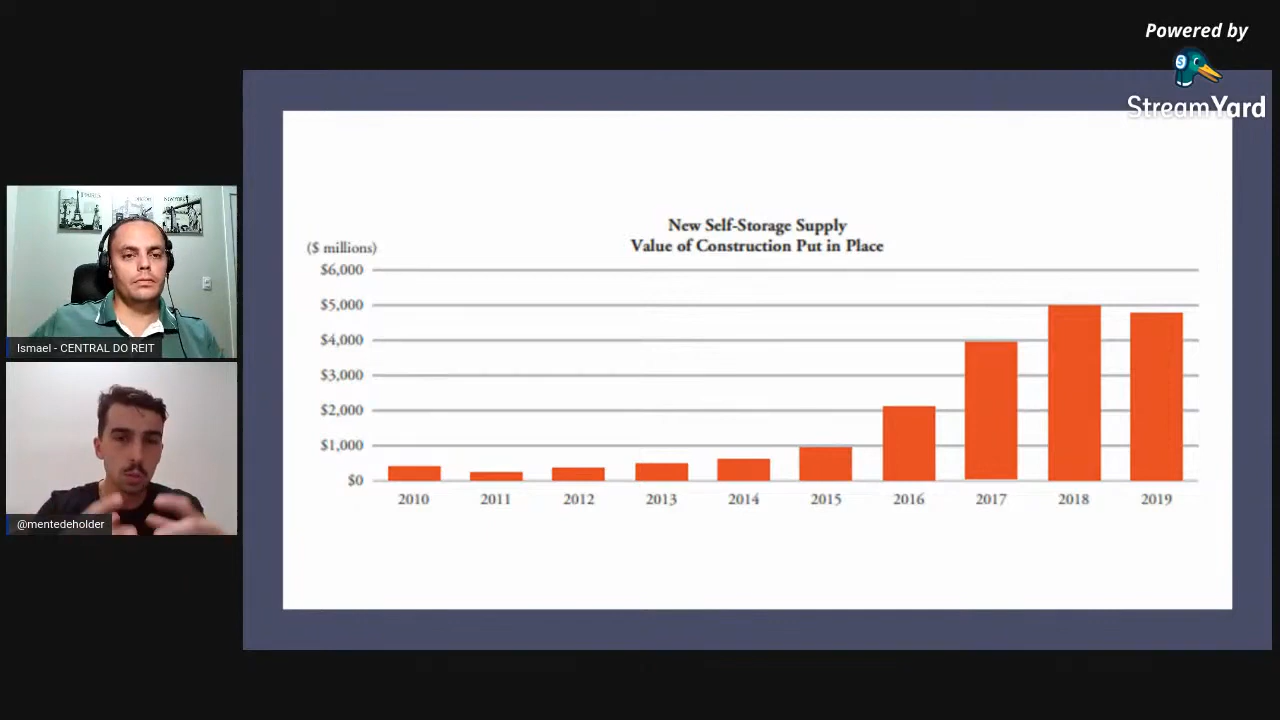 Powered by
StreamYard
New Self-Storage Supply
Value of Construction Put in Place
($ millions)
$6,000
$5,000
$4,000
$3,000
$2,000
$1,000
$0
2010 2011 2012 2013 2014 2015 2016 2017 2018 2019
NEW YORK
Ismael - CENTRAL DO REIT
@mentedeholder